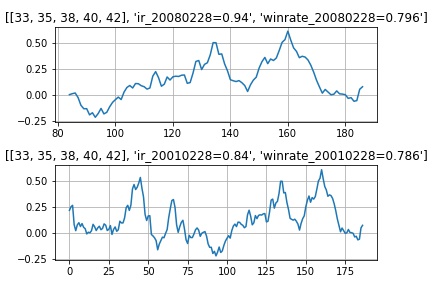 [[33, 35, 38, 40, 42], 'ir_20080228=0.94', 'winrate_20080228=0.796']
0.50
0.25
0.00
−0.25
80 100 120 140 160 180
[[33, 35, 38, 40, 42], 'ir_20010228=0.84', 'winrate_20010228=0.786']
0.50
0.25
0.00
−0.25
0 25 50 75 100 125 150 175